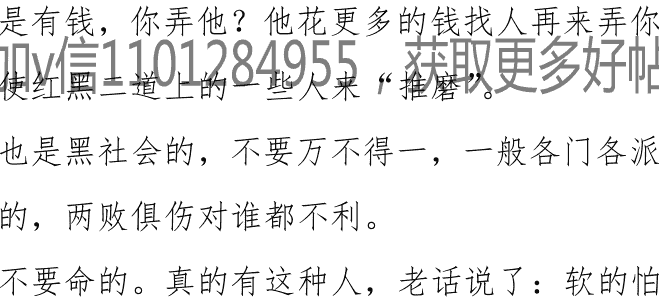 是有钱，你弄他？他花更多的钱找人再来弄你
加v信1101284955，获取更多好帖
使红黑二道上的一些人来“推磨”。
也是黑社会的，不要万不得一，一般各门各派
的，两败俱伤对谁都不利。
不要命的。真的有这种人，老话说了：软的怕